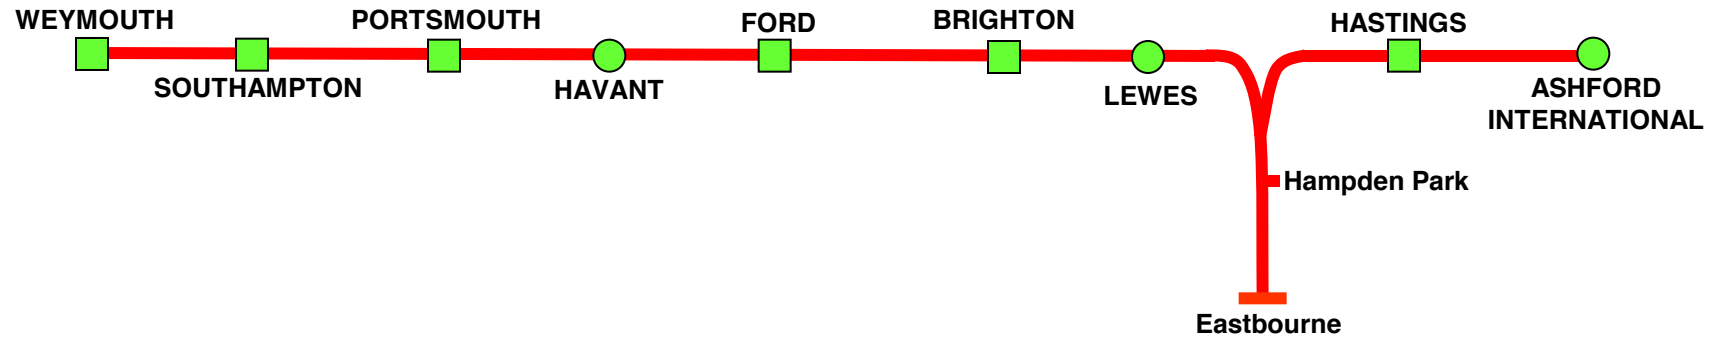 WEYMOUTH
SOUTHAMPTON
PORTSMOUTH
HAVANT
FORD
BRIGHTON
LEWES
HASTINGS
ASHFORD
INTERNATIONAL
Hampden Park
Eastbourne